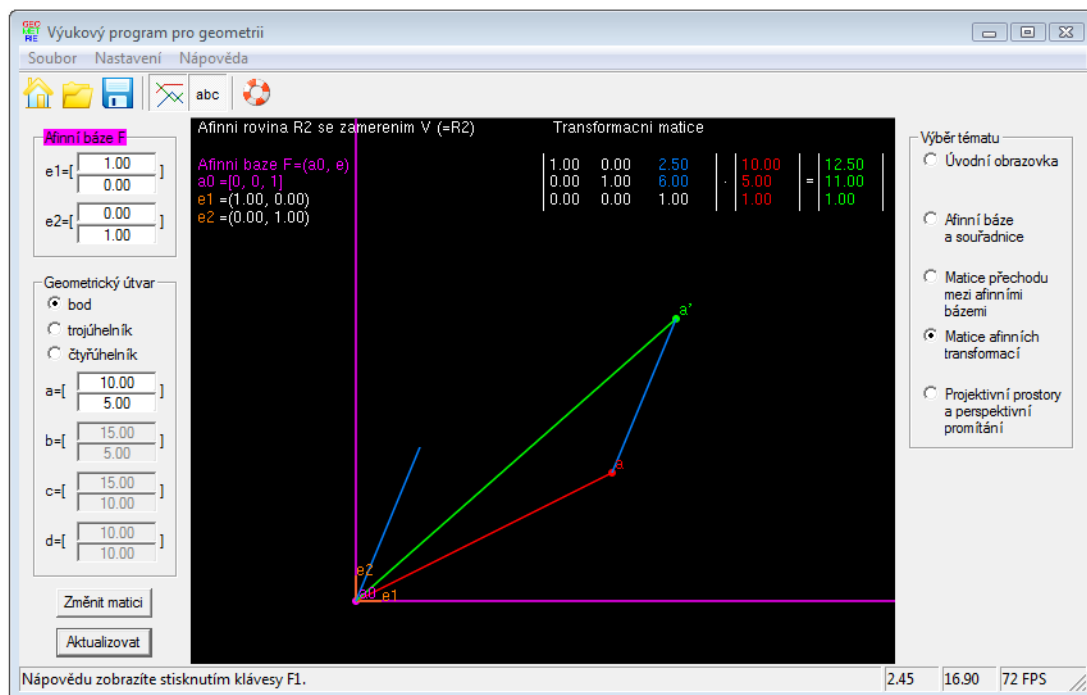 GEO
MET
RIE
Výukový program pro geometrii
Soubor Nastavení Nápověda
abc
Afinní báze F
e1=[ 1.00 ]
0.00
e2=[ 0.00 ]
1.00
Geometrický útvar
bod
trojúhelník
čtyřúhelník
a=[ 10.00 ]
5.00
b=[ 15.00 ]
5.00
c=[ 15.00 ]
10.00
d=[ 10.00 ]
10.00
Změnit matici
Aktualizovat
Afinni rovina R2 se zamerenim V (=R2)
Afinni baze F=(a0, e)
a0 =[0, 0, 1]
e1 =(1.00, 0.00)
e2 =(0.00, 1.00)
Transformacni matice
1.00 0.00 2.50 10.00 12.50
0.00 1.00 6.00 · 5.00 = 11.00
0.00 0.00 1.00 1.00 1.00
a'
a
e2
a0 e1
Výběr tématu
Úvodní obrazovka
Afinní báze
a souřadnice
Matice přechodu
mezi afinními
bázemi
Matice afinních
transformací
Projektivní prostory
a perspektivní
promítání
Nápovědu zobrazíte stisknutím klávesy F1.
2.45 16.90 72 FPS